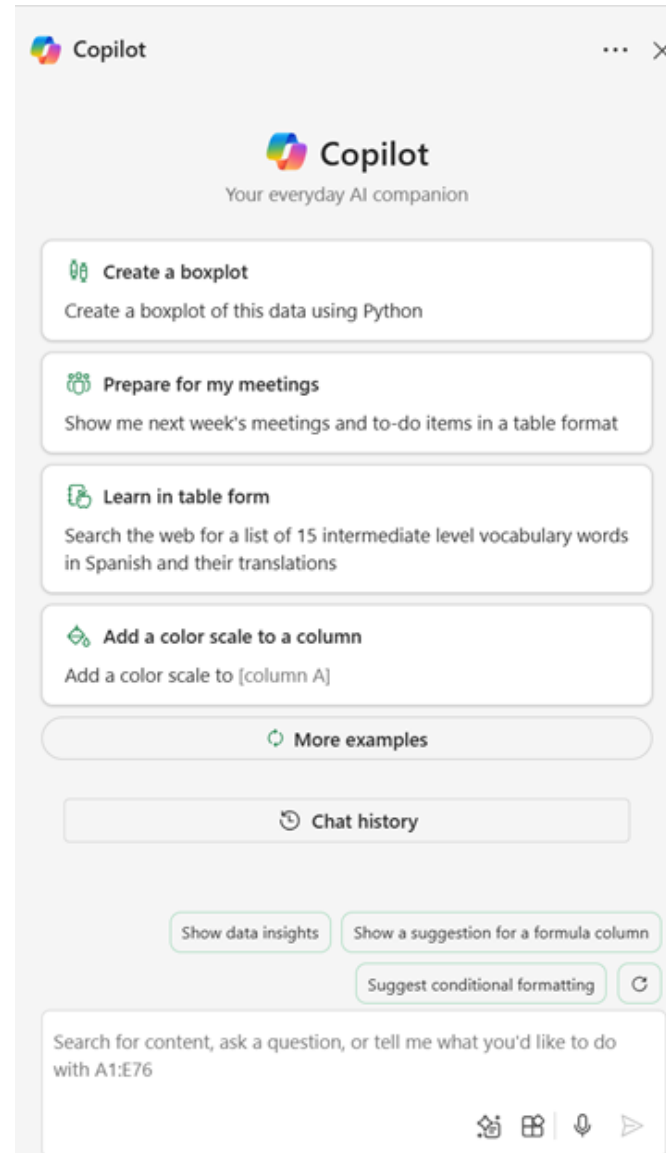 Copilot
Copilot
Your everyday AI companion
Create a boxplot
Create a boxplot of this data using Python
Prepare for my meetings
Show me next week's meetings and to-do items in a table format
Learn in table form
Search the web for a list of 15 intermediate level vocabulary words
in Spanish and their translations
Add a color scale to a column
Add a color scale to [column A]
More examples
Chat history
Show data insights
Show a suggestion for a formula column
Suggest conditional formatting
Search for content, ask a question, or tell me what you'd like to do
with A1:E76